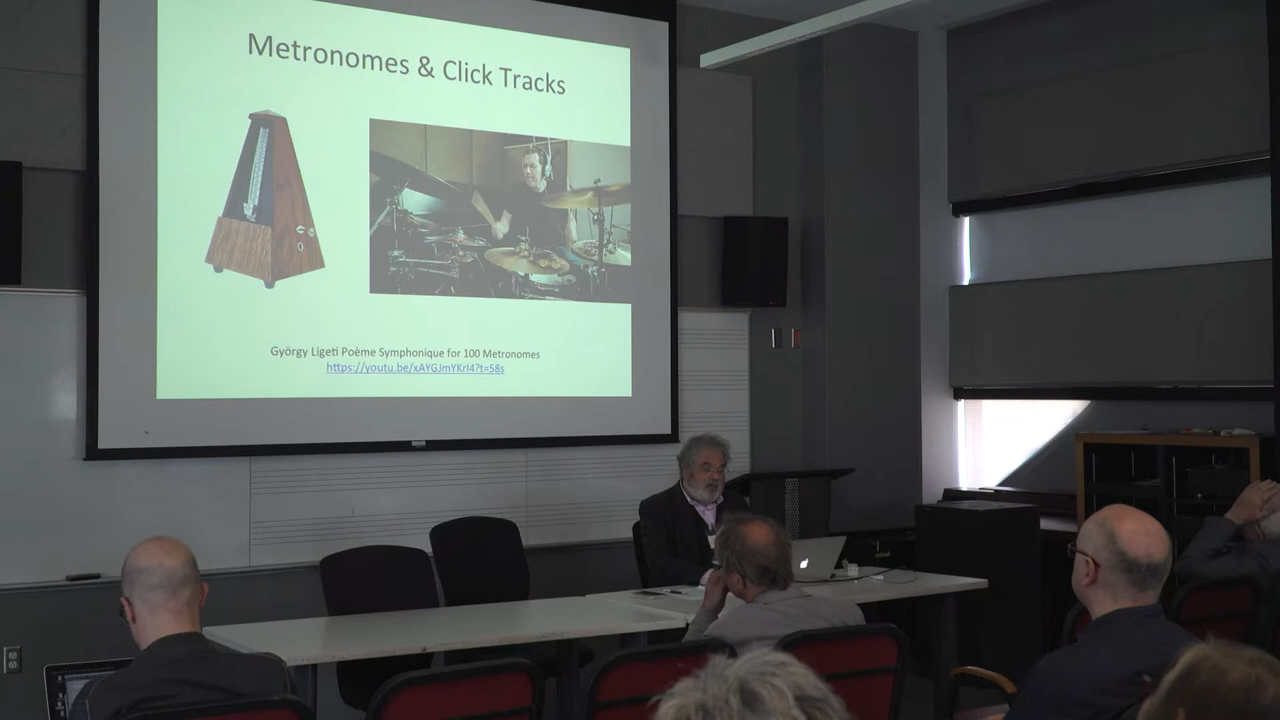 Metronomes & Click Tracks
György Ligeti Poème Symphonique for 100 Metronomes
https://youtu.be/xAYGJmYKrI4?t=58s